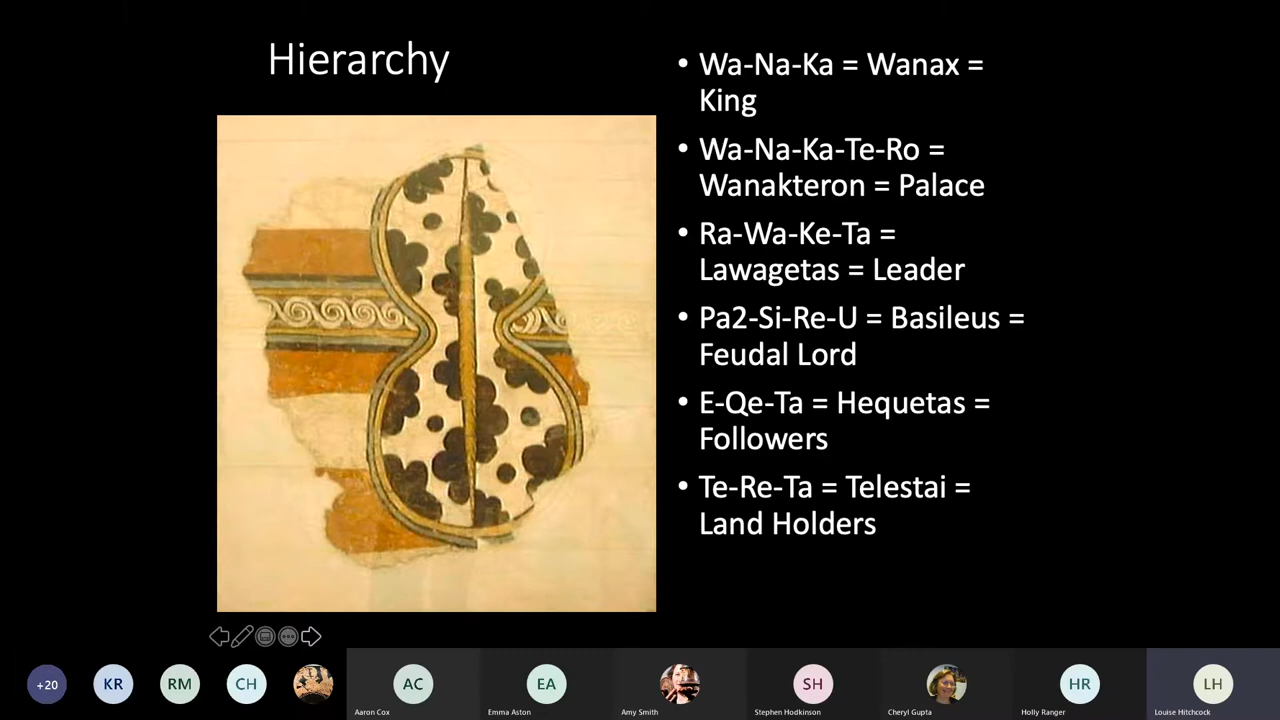 Hierarchy
• Wa-Na-Ka = Wanax =
King
• Wa-Na-Ka-Te-Ro =
Wanakteron = Palace
• Ra-Wa-Ke-Ta =
Lawagetas = Leader
• Pa2-Si-Re-U = Basileus =
Feudal Lord
• E-Qe-Ta = Hequetas =
Followers
• Te-Re-Ta = Telestai =
Land Holders
+20
KR
RM
CH
AC
EA
SH
HR
LH
Aaron Cox
Emma Aston
Amy Smith
Stephen Hodkinson
Cheryl Gupta
Holly Ranger
Louise Hitchcock